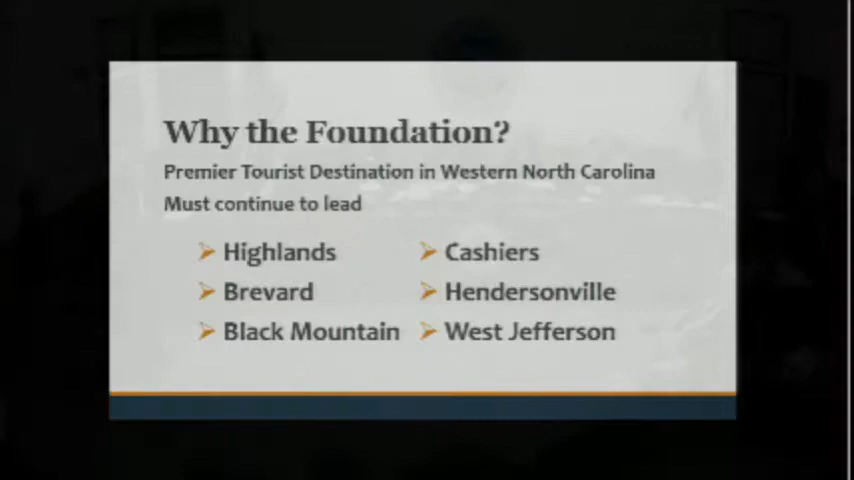 Why the Foundation?
Premier Tourist Destination in Western North Carolina
Must continue to lead
Highlands
Cashiers
Brevard
Hendersonville
Black Mountain
West Jefferson